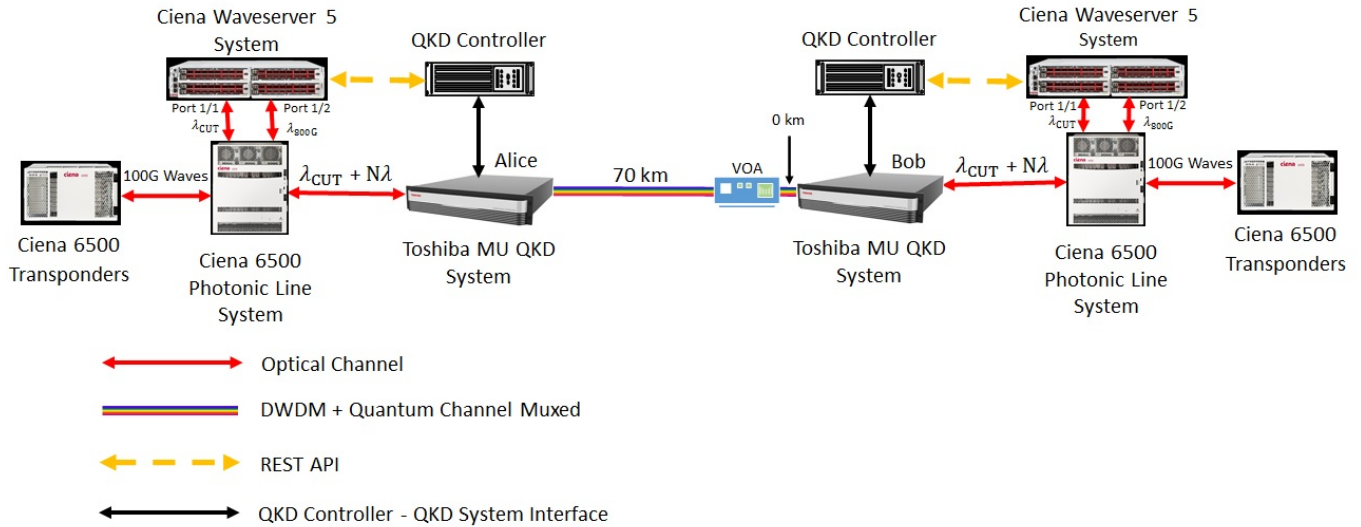 Ciena Waveserver 5
System
QKD Controller
Port 1/1
Port 1/2
λCUT
λ800G
100G Waves
ciena
Ciena 6500
Transponders
ciena
Ciena 6500
Photonic Line
System
λCUT + Nλ
Alice
Toshiba MU QKD
System
70 km
VOA
0 km
QKD Controller
Bob
Toshiba MU QKD
System
λCUT + Nλ
Ciena Waveserver 5
System
Port 1/1
Port 1/2
λCUT
λ800G
ciena
Ciena 6500
Photonic Line
System
100G Waves
ciena
Ciena 6500
Transponders
Optical Channel
DWDM + Quantum Channel Muxed
REST API
QKD Controller - QKD System Interface